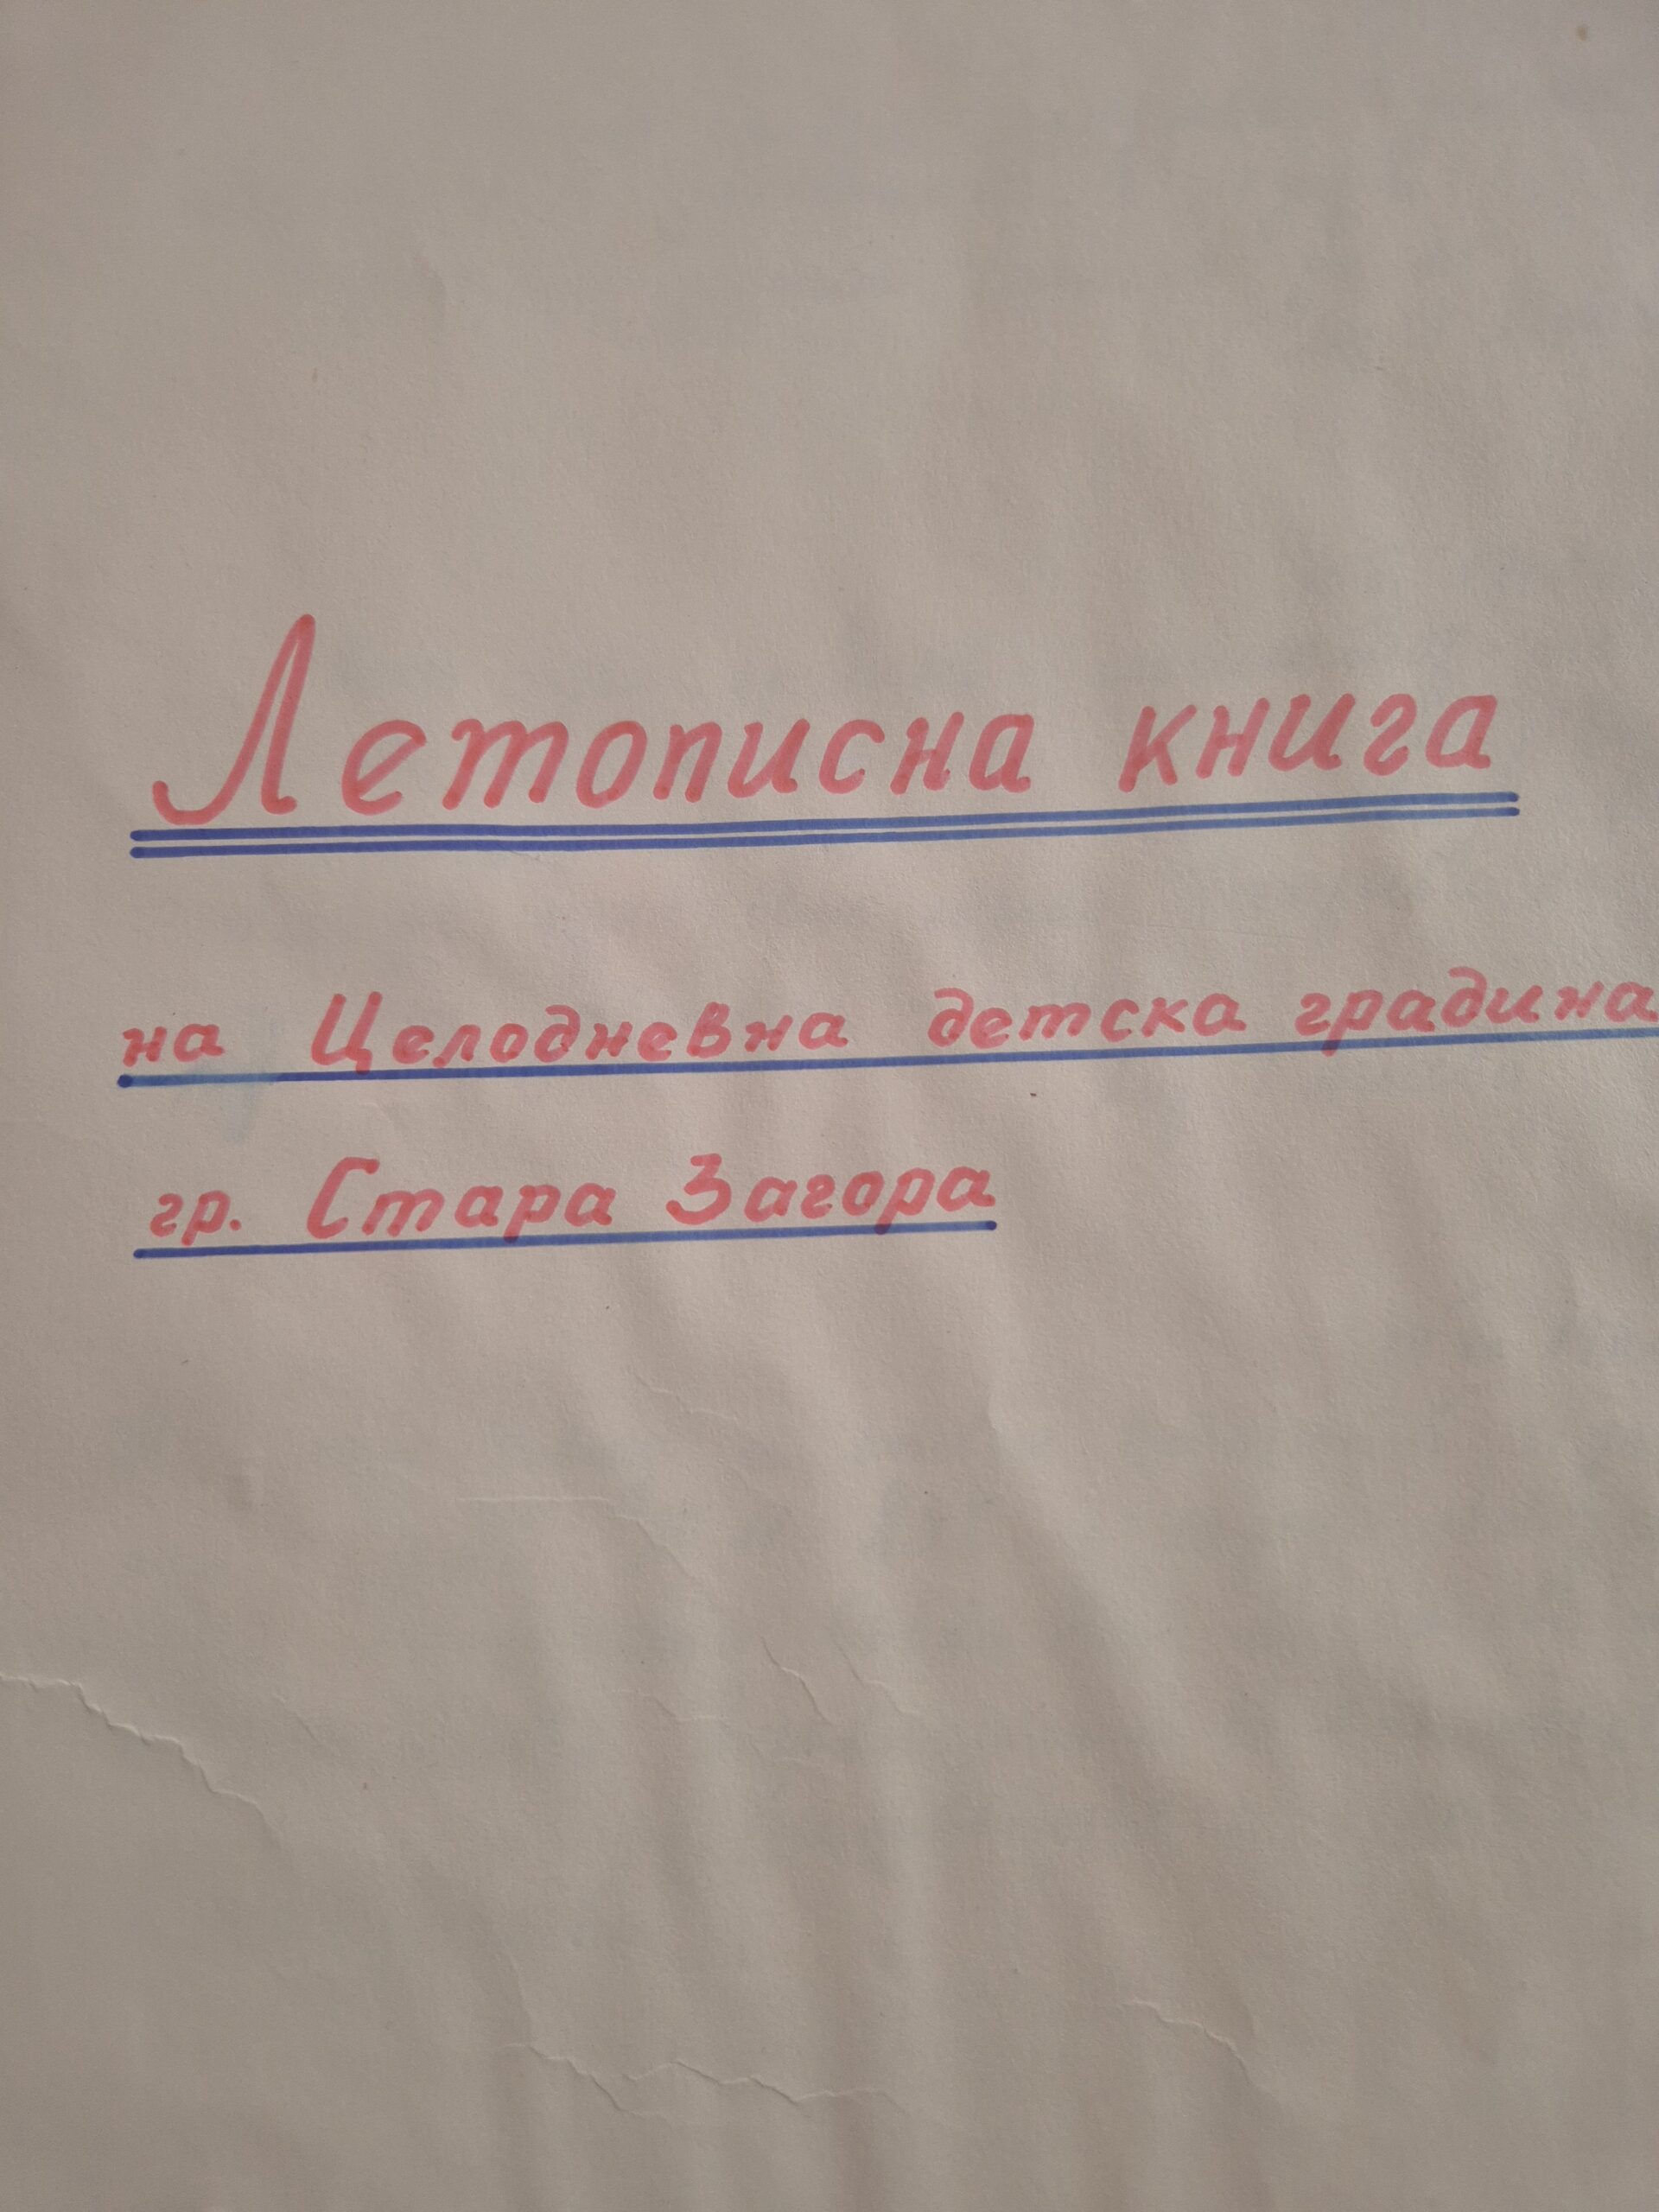 Летописна книга
на Целодневна детска градина
гр. Стара Загора